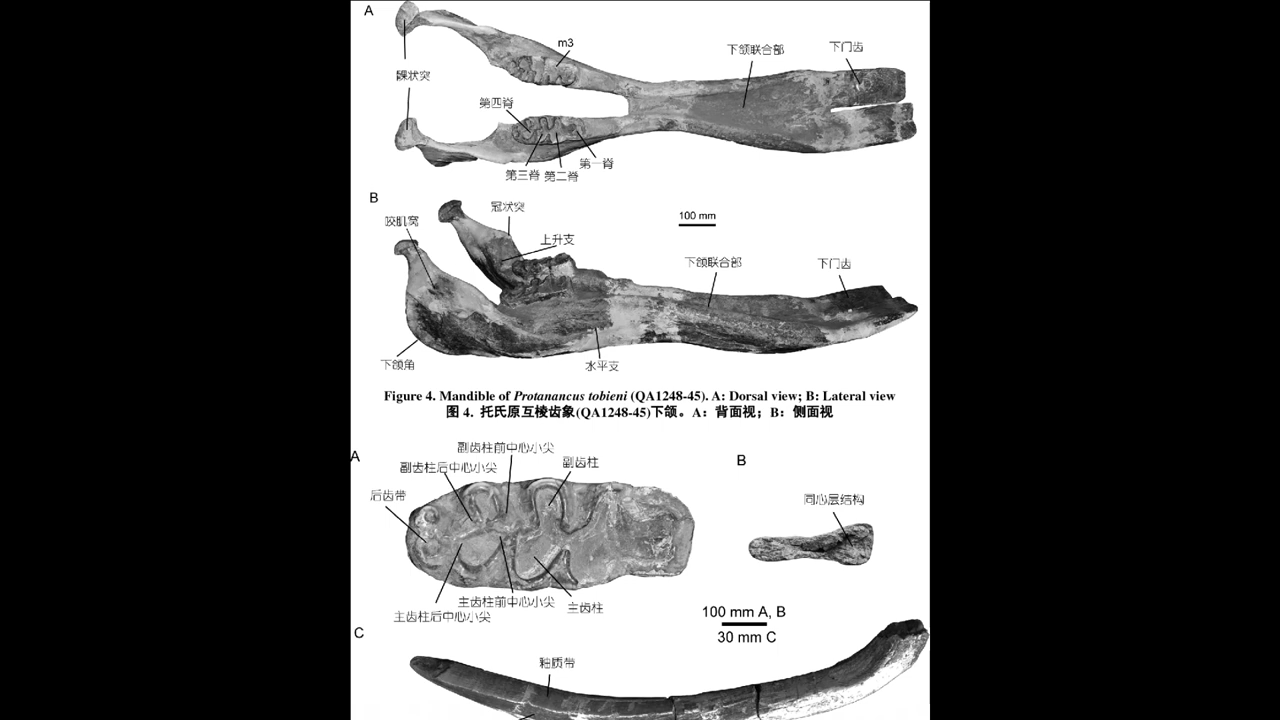 A
m3
下颌联合部
下门齿
髁状突
第四脊
第一脊
第三脊 第二脊
B
冠状突
咬肌窝
100 mm
上升支
下颌联合部
下门齿
下颌角
水平支
Figure 4. Mandible of Protanancus tobieni (QA1248-45). A: Dorsal view; B: Lateral view
图 4. 托氏原互棱齿象(QA1248-45)下颌。A：背面视；B：侧面视
A
副齿柱前中心小尖
副齿柱后中心小尖
副齿柱
B
后齿带
同心层结构
主齿柱前中心小尖
主齿柱
主齿柱后中心小尖
100 mm A, B
30 mm C
C
釉质带